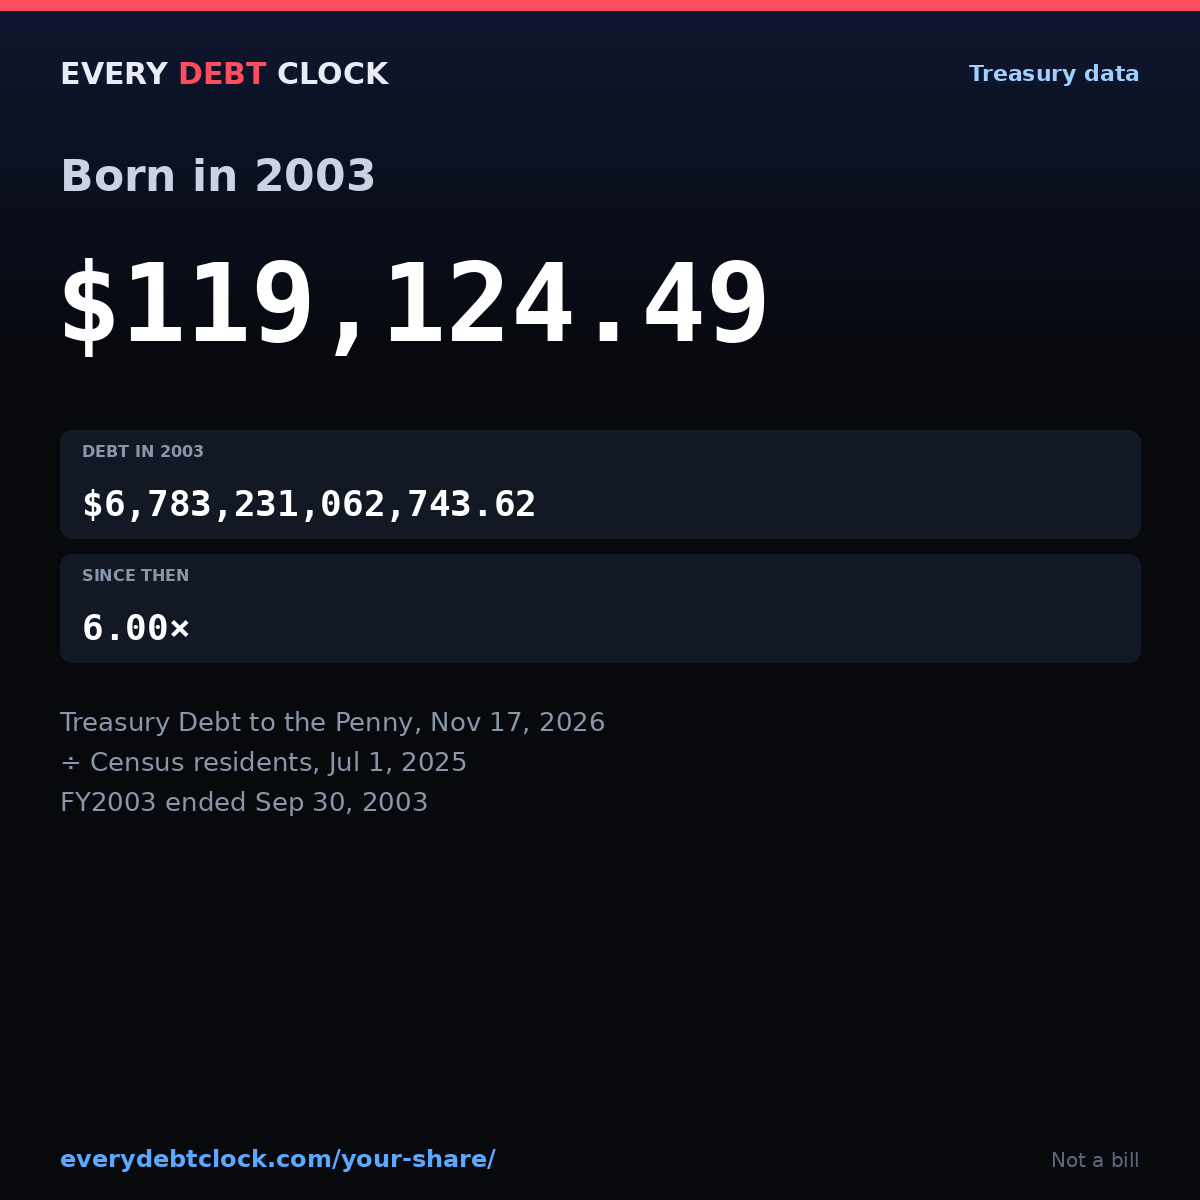 EVERY DEBT CLOCK
Treasury data
Born in 2003
$119,124.49
DEBT IN 2003
$6,783,231,062,743.62
SINCE THEN
6.00×
Treasury Debt to the Penny, Nov 17, 2026
÷ Census residents, Jul 1, 2025
FY2003 ended Sep 30, 2003
everydebtclock.com/your-share/
Not a bill